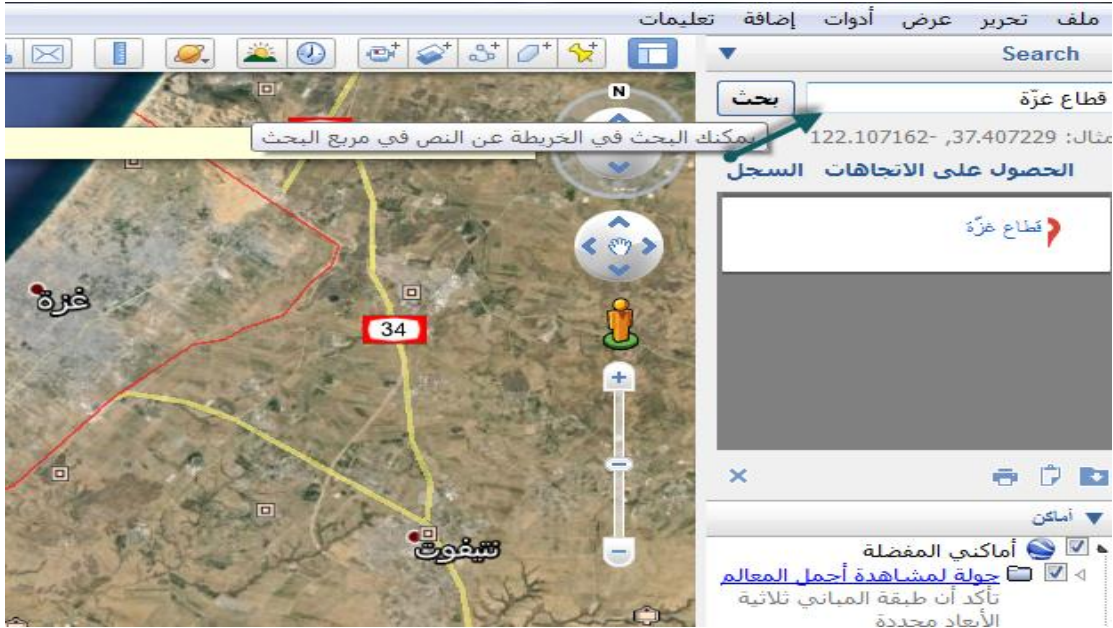 ملف تحرير عرض أدوات إضافة تعليمات
Search
قطاع غزّة
بحث
مثال: 37.407229, -122.107162
الحصول على الاتجاهات السجل
قطاع غزّة
أماكن
أماكني المفضلة
جولة لمشاهدة أجمل المعالم
تأكد أن طبقة المباني ثلاثية
الأبعاد محددة
N
يمكنك البحث في الخريطة عن النص في مربع البحث
غزة
34
نتيفوت